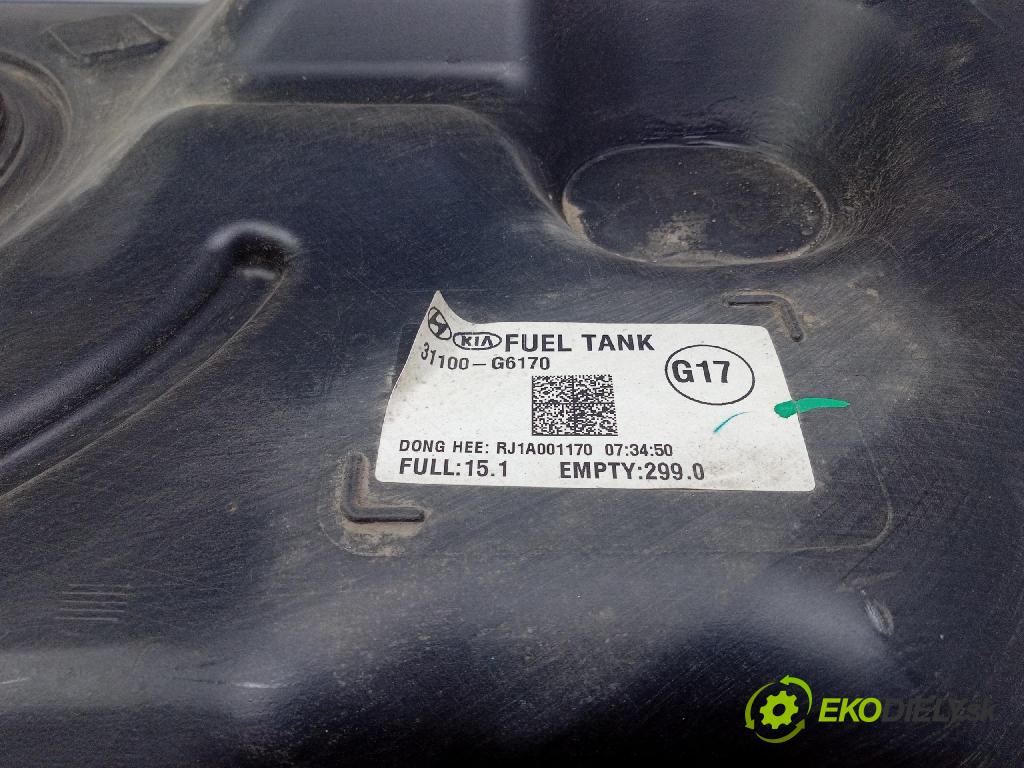 KIA FUEL TANK
31100-G6170
G17
DONG HEE: RJ1A001170 07:34:50
FULL:15.1 EMPTY:299.0
EKODIELY.sk